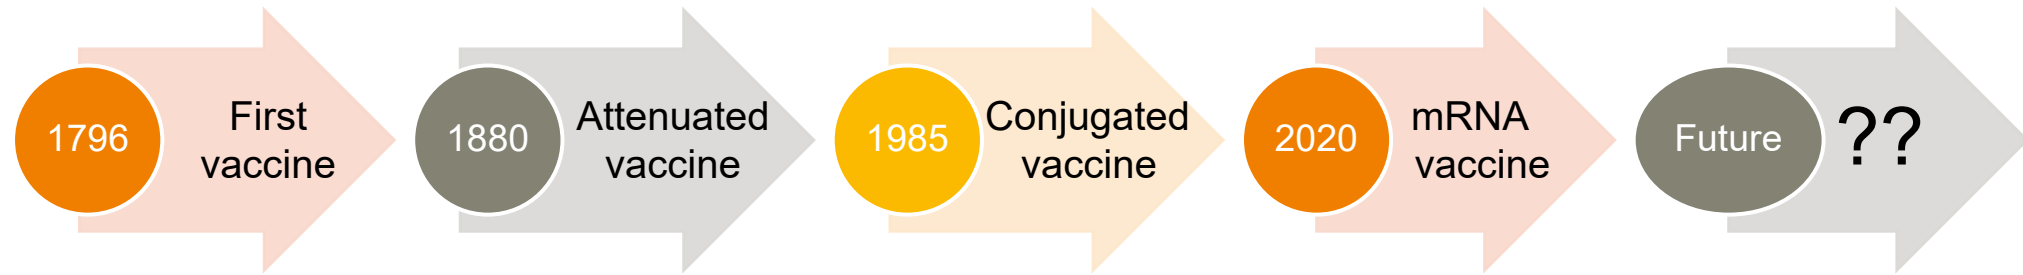 1796
First
vaccine
1880
Attenuated
vaccine
1985
Conjugated
vaccine
2020
mRNA
vaccine
Future
??